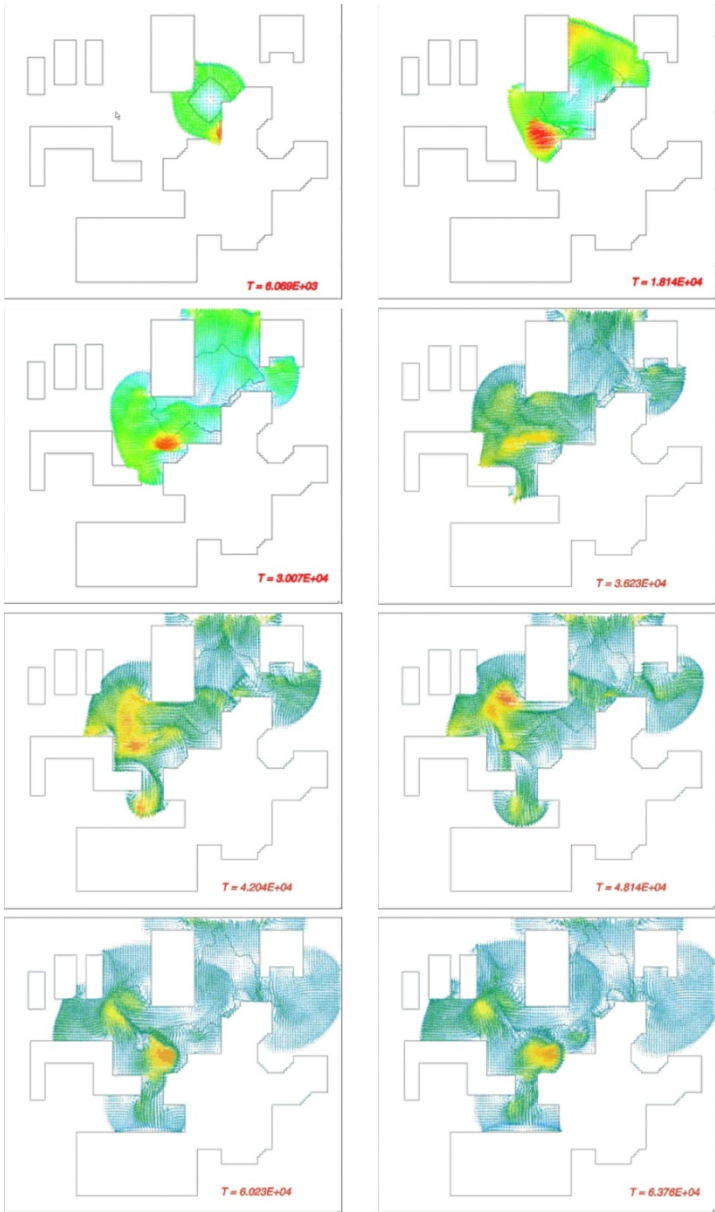 T = 6.069E+03
T = 1.814E+04
T = 3.007E+04
T = 3.623E+04
T = 4.204E+04
T = 4.814E+04
T = 6.023E+04
T = 6.376E+04